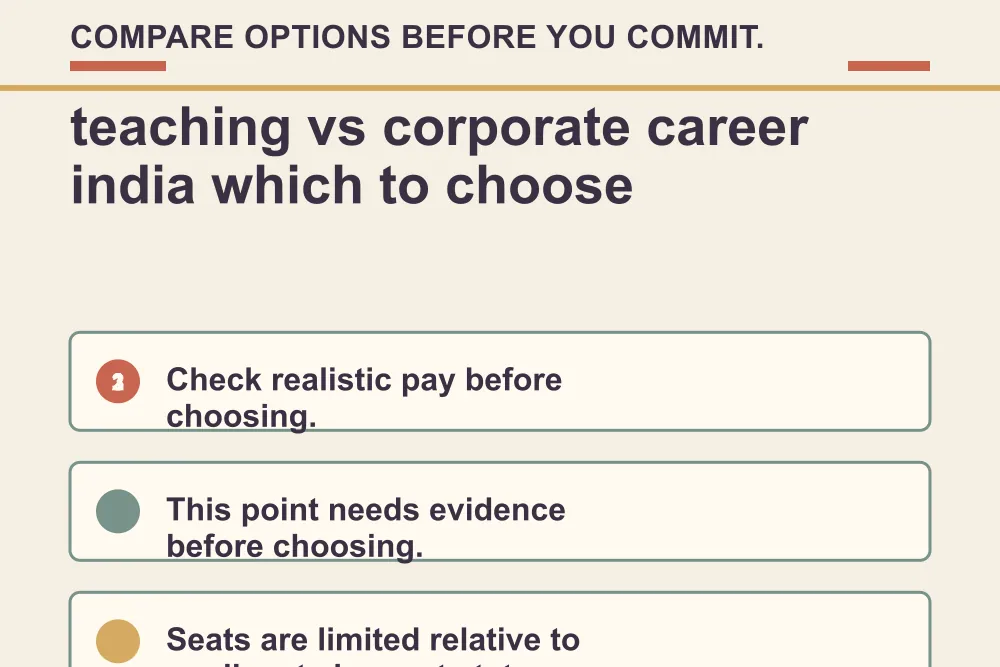 COMPARE OPTIONS BEFORE YOU COMMIT.
teaching vs corporate career
india which to choose
Check realistic pay before
choosing.
This point needs evidence
before choosing.
Seats are limited relative to